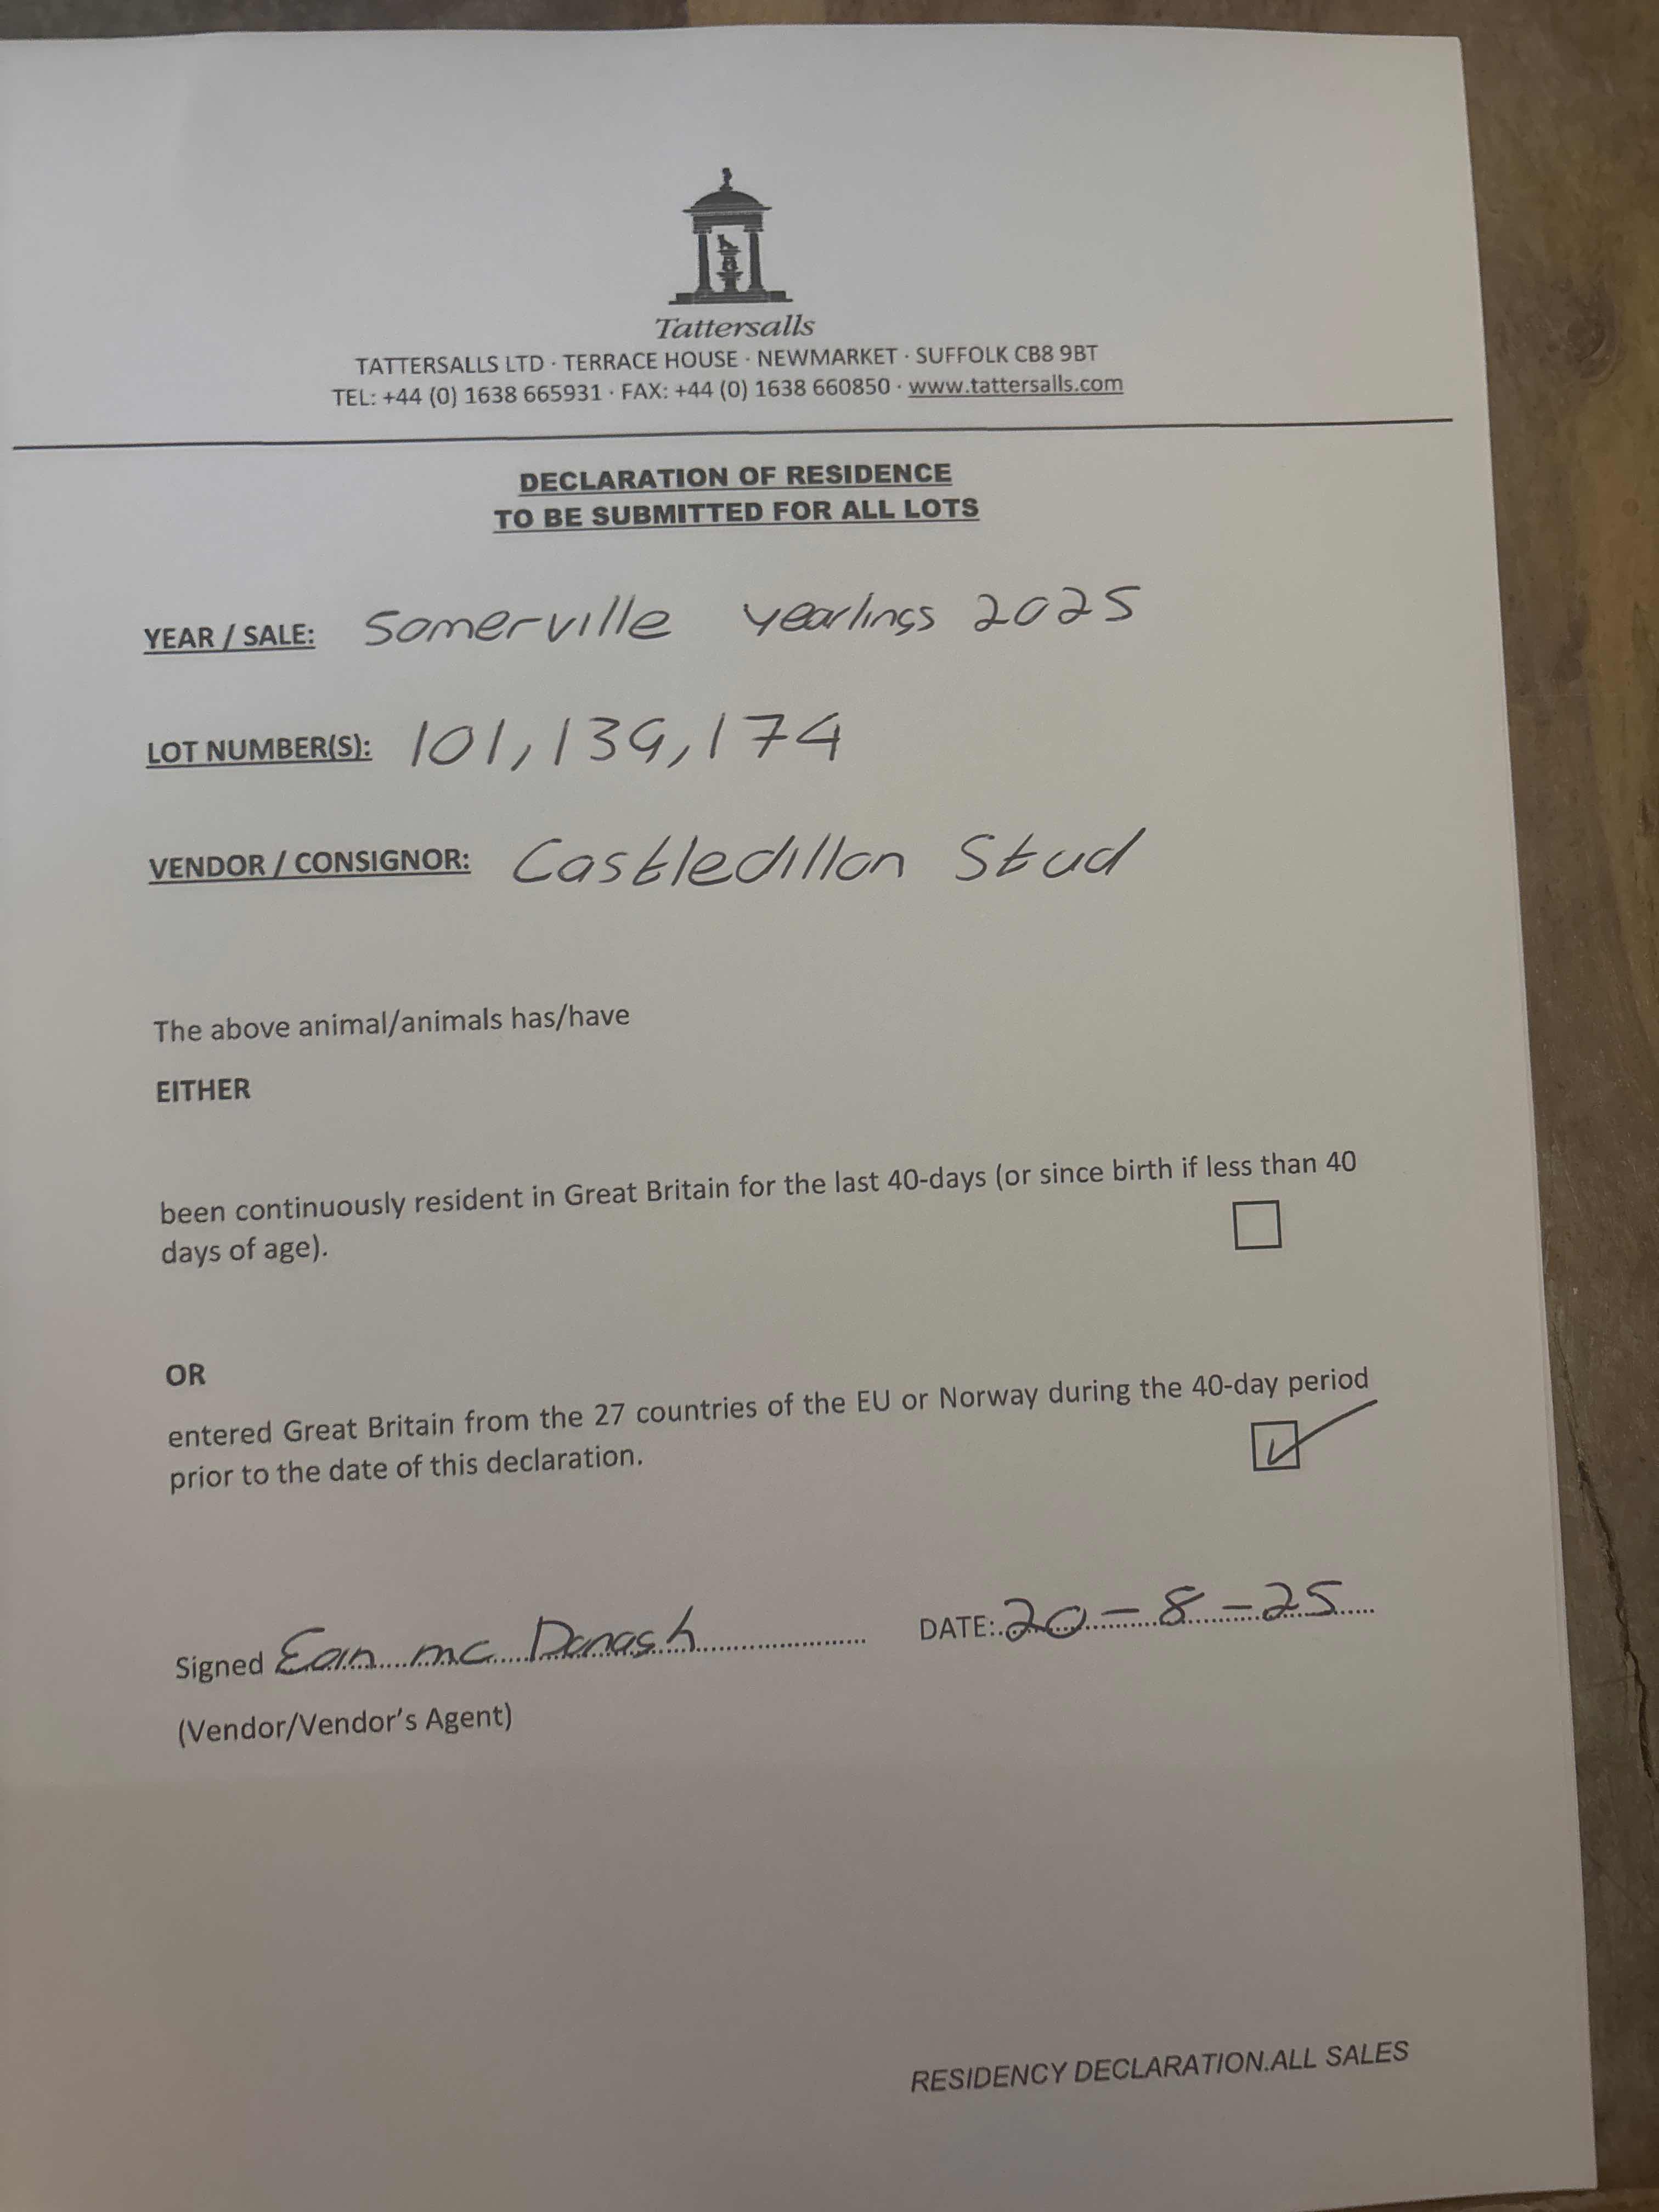 Tattersalls
TATTERSALLS LTD · TERRACE HOUSE · NEWMARKET · SUFFOLK CB8 9BT
TEL: +44 (0) 1638 665931 · FAX: +44 (0) 1638 660850 · www.tattersalls.com
DECLARATION OF RESIDENCE
TO BE SUBMITTED FOR ALL LOTS
YEAR / SALE: Somerville yearlings 2025
LOT NUMBER(S): 101, 139, 174
VENDOR / CONSIGNOR: Castledillon Stud
The above animal/animals has/have
EITHER
been continuously resident in Great Britain for the last 40-days (or since birth if less than 40
days of age).
OR
entered Great Britain from the 27 countries of the EU or Norway during the 40-day period
prior to the date of this declaration.
Signed Eoin mc Donagh DATE: 20-8-25
(Vendor/Vendor's Agent)
RESIDENCY DECLARATION.ALL SALES